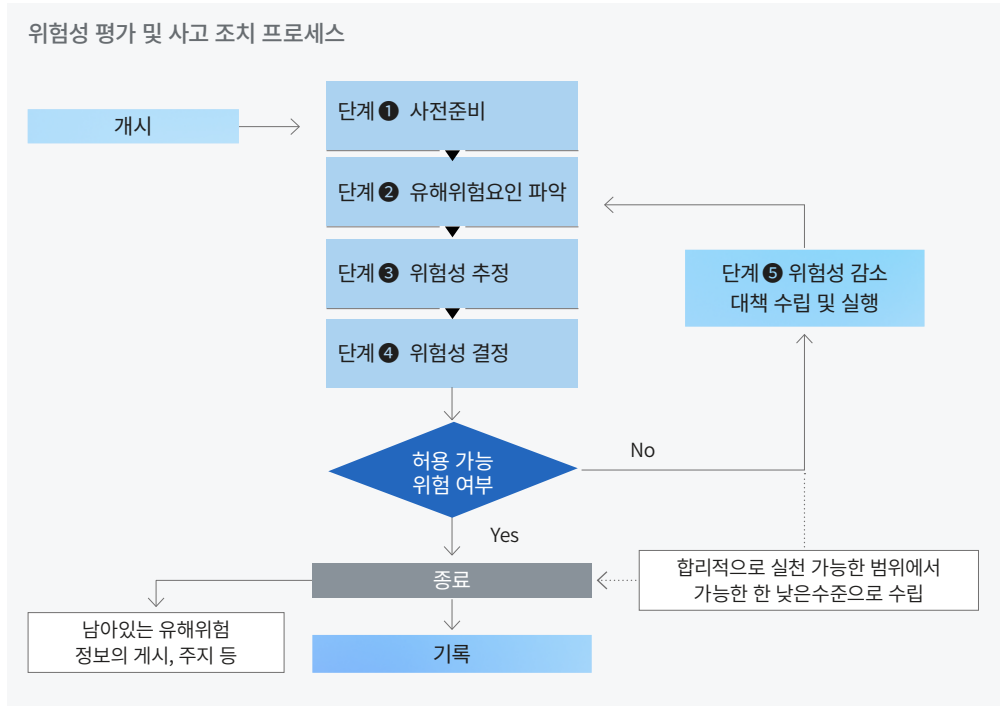 위험성 평가 및 사고 조치 프로세스
개시
단계 ❶ 사전준비
단계 ❷ 유해위험요인 파악
단계 ❸ 위험성 추정
단계 ❹ 위험성 결정
단계 ❺ 위험성 감소
대책 수립 및 실행
허용 가능
위험 여부
No
Yes
종료
합리적으로 실천 가능한 범위에서
가능한 한 낮은수준으로 수립
남아있는 유해위험
정보의 게시, 주지 등
기록